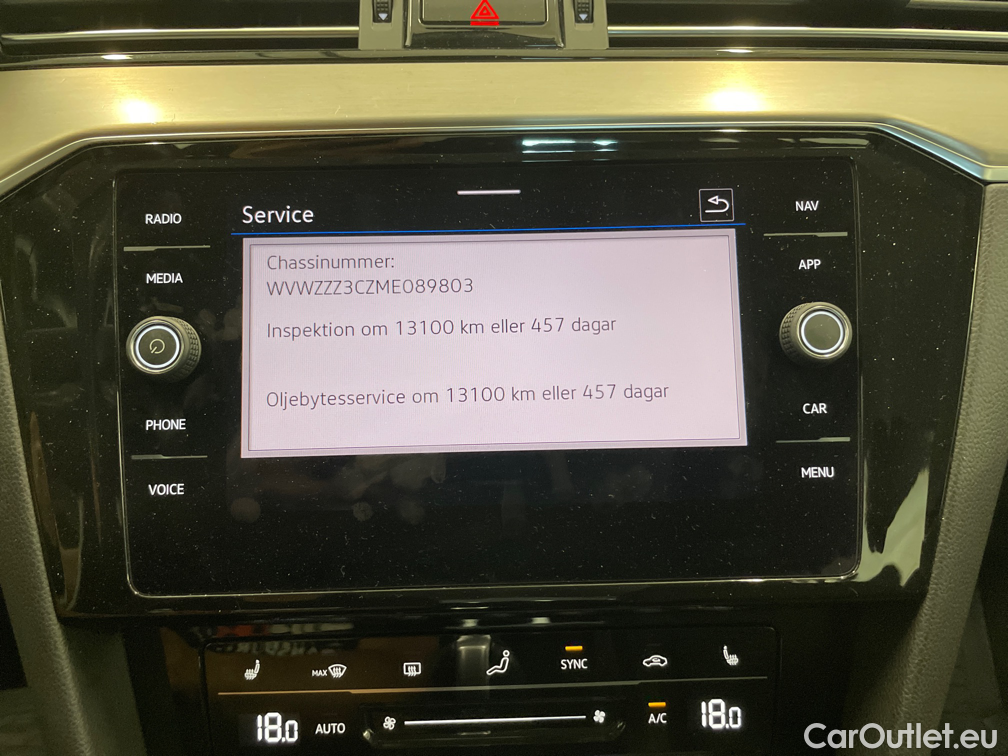 RADIO
MEDIA
PHONE
VOICE
Service
Chassinummer:
WVWZZZ3CZME089803
Inspektion om 13100 km eller 457 dagar
Oljebytesservice om 13100 km eller 457 dagar
NAV
APP
CAR
MENU
MAX
SYNC
18.0
AUTO
A/C
18.0
CarOutlet.eu